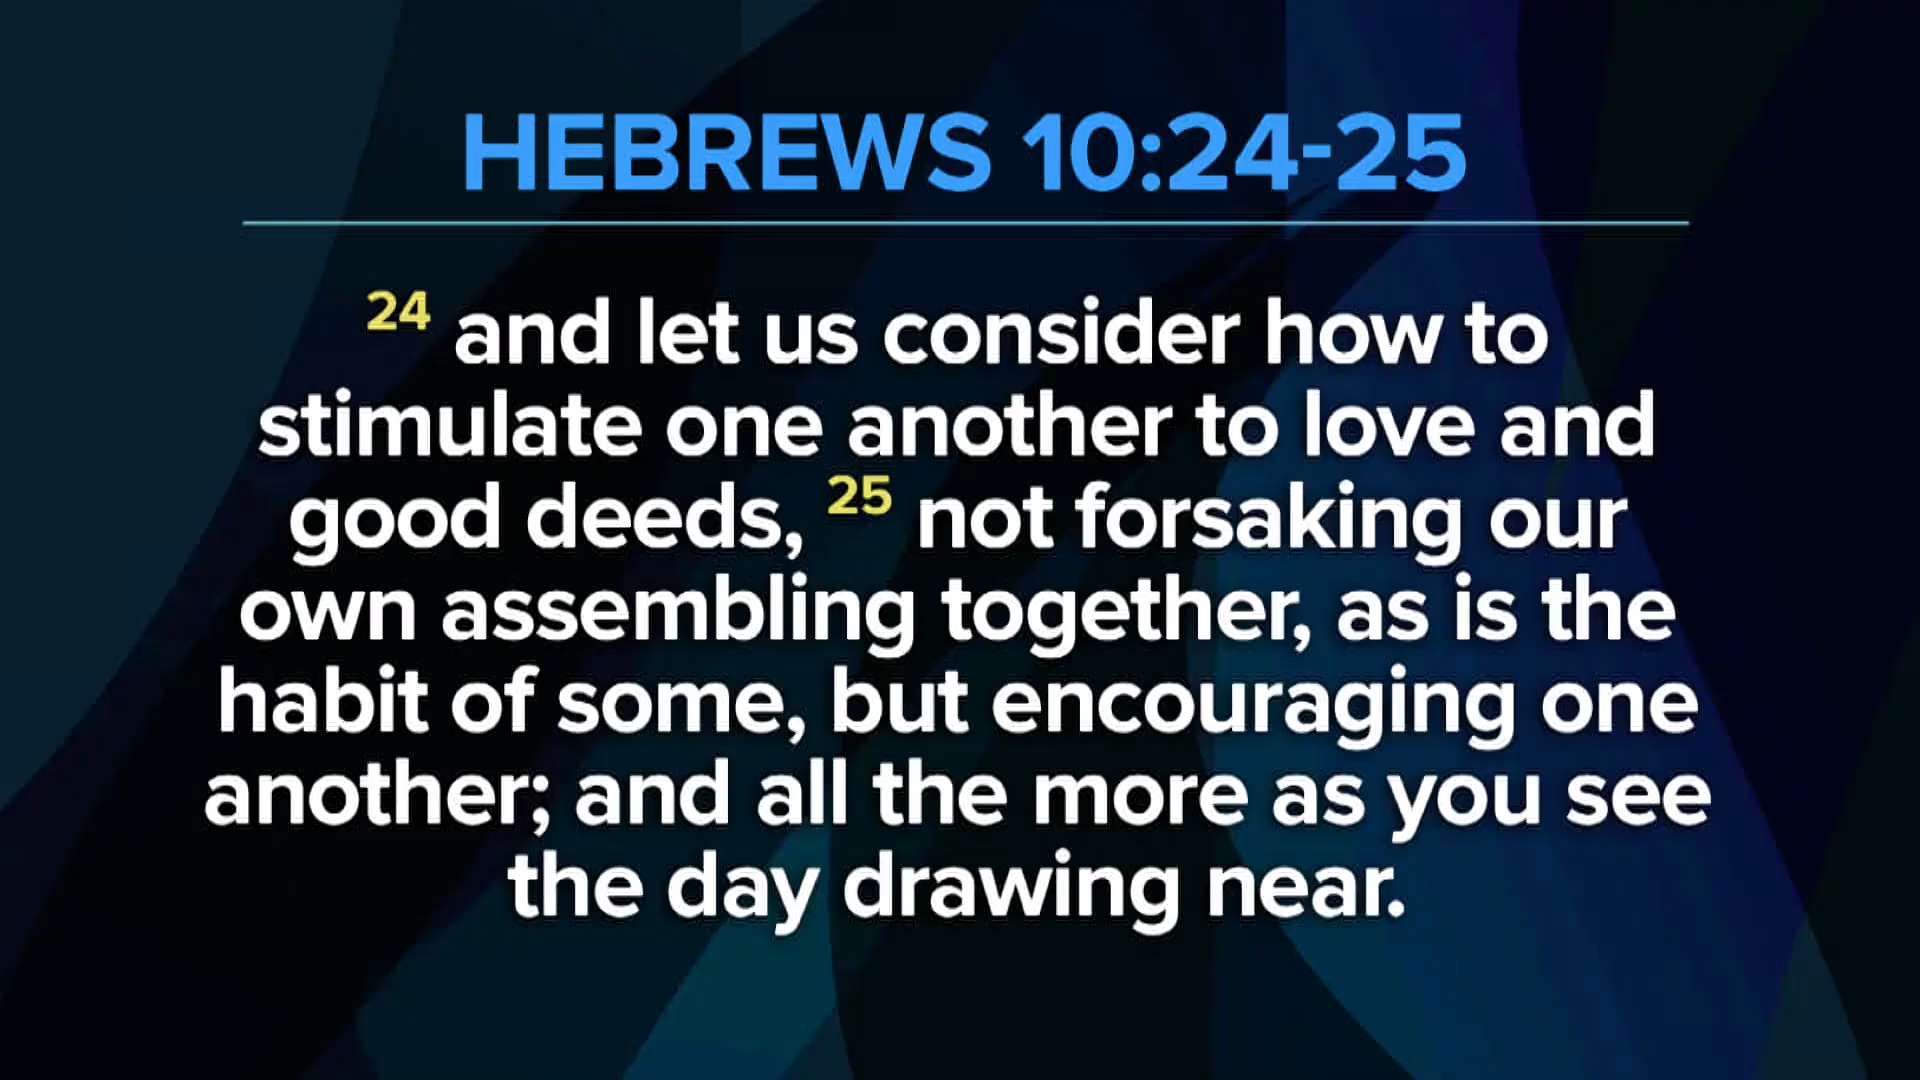 HEBREWS 10:24-25
24 and let us consider how to
stimulate one another to love and
good deeds, 25 not forsaking our
own assembling together, as is the
habit of some, but encouraging one
another; and all the more as you see
the day drawing near.